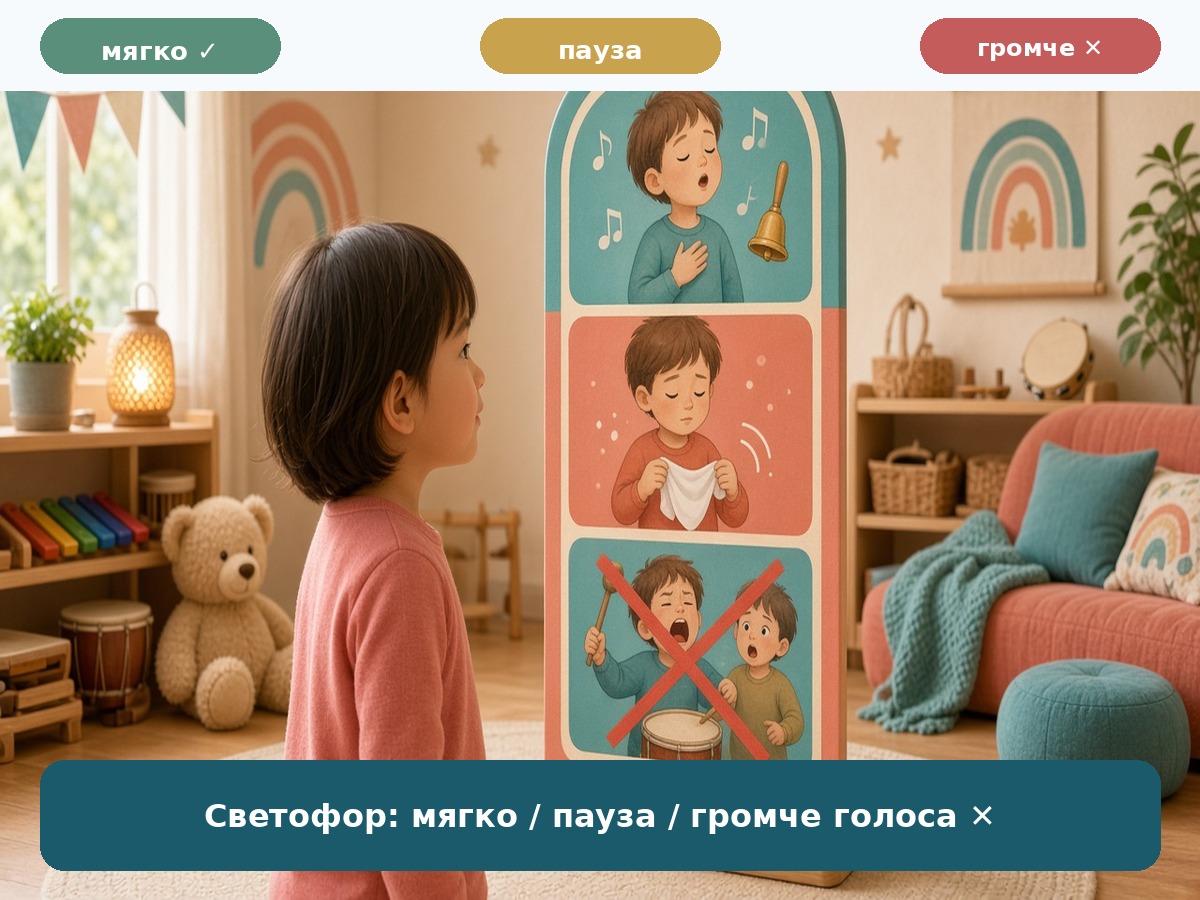 мягко ✓
пауза
громче ✕
Светофор: мягко / пауза / громче голоса ✕